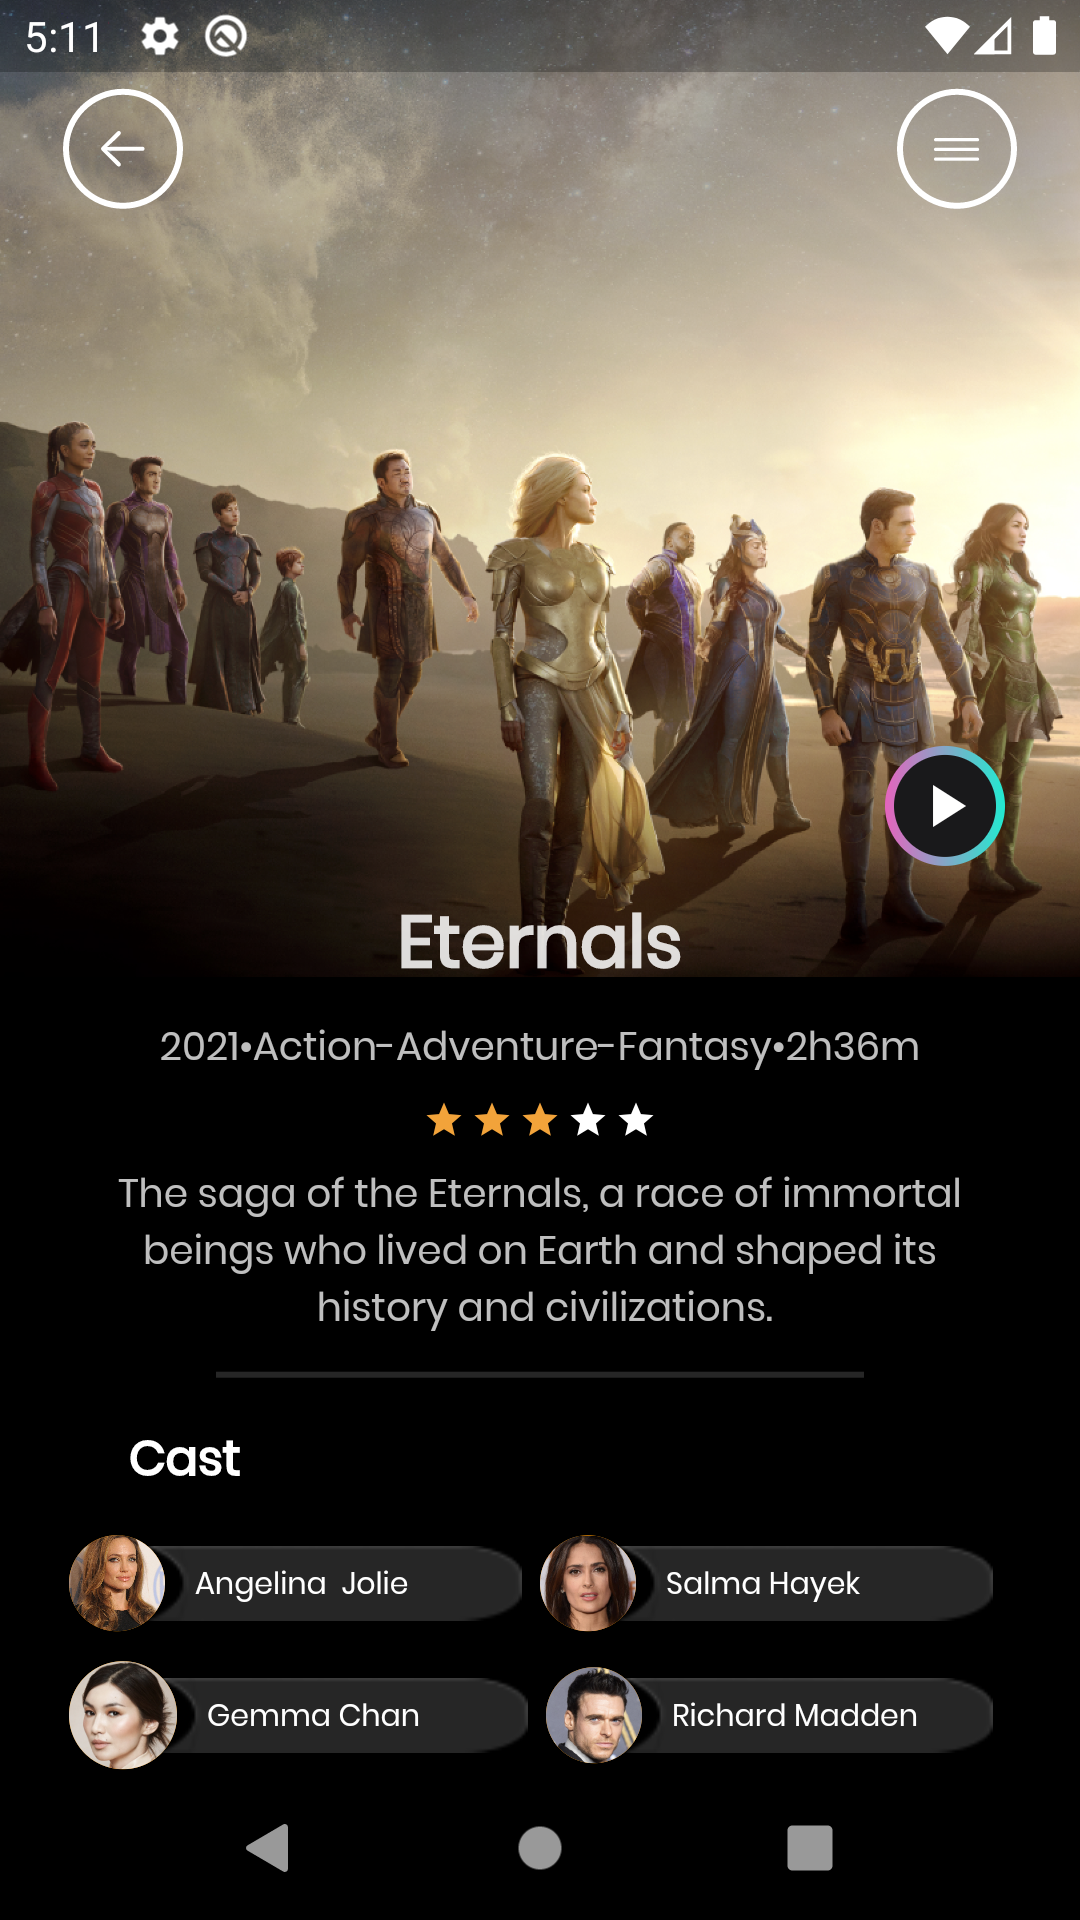 5:11
Eternals
2021•Action-Adventure-Fantasy•2h36m
The saga of the Eternals, a race of immortal
beings who lived on Earth and shaped its
history and civilizations.
Cast
Angelina Jolie
Salma Hayek
Gemma Chan
Richard Madden